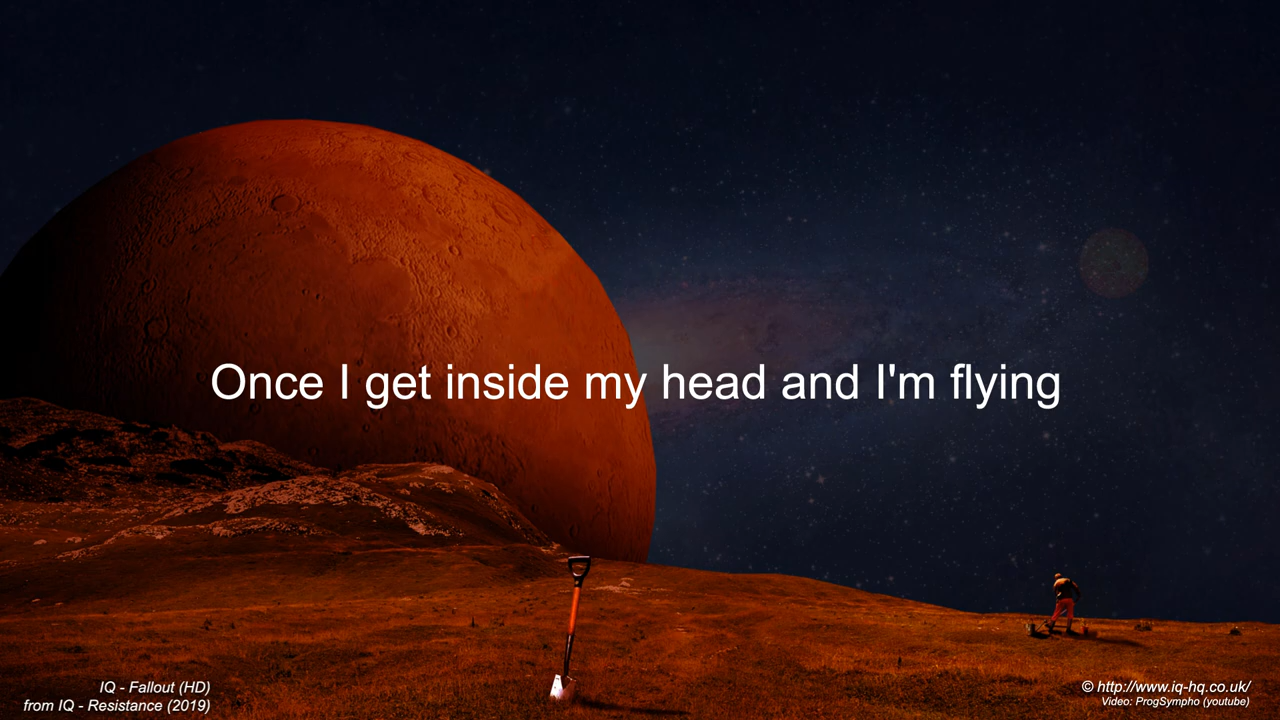 Once I get inside my head and I'm flying
IQ - Fallout (HD)
from IQ - Resistance (2019)
© http://www.iq-hq.co.uk/
Video: ProgSympho (youtube)